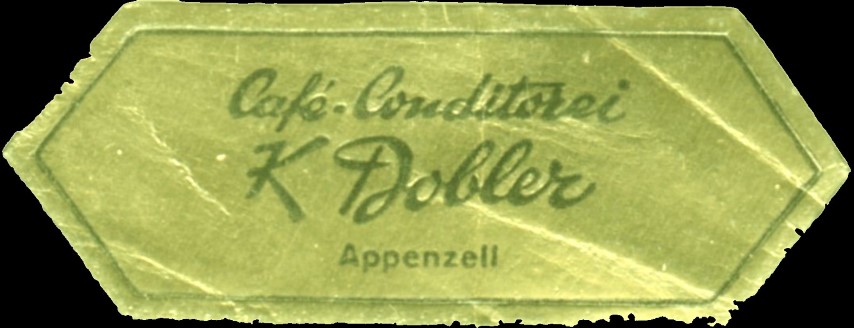 Café-Conditorei
K Dobler
Appenzell